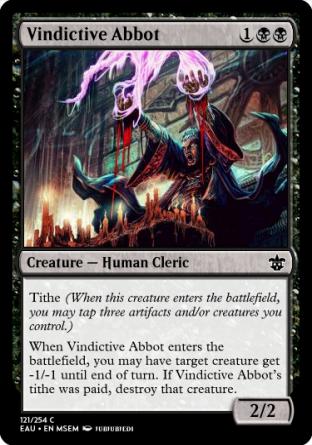 Vindictive Abbot 1
Creature — Human Cleric
Tithe (When this creature enters the battlefield,
you may tap three artifacts and/or creatures you
control.)
When Vindictive Abbot enters the
battlefield, you may have target creature get
-1/-1 until end of turn. If Vindictive Abbot's
tithe was paid, destroy that creature.
2/2
121/254 C
EAU • EN MSEM